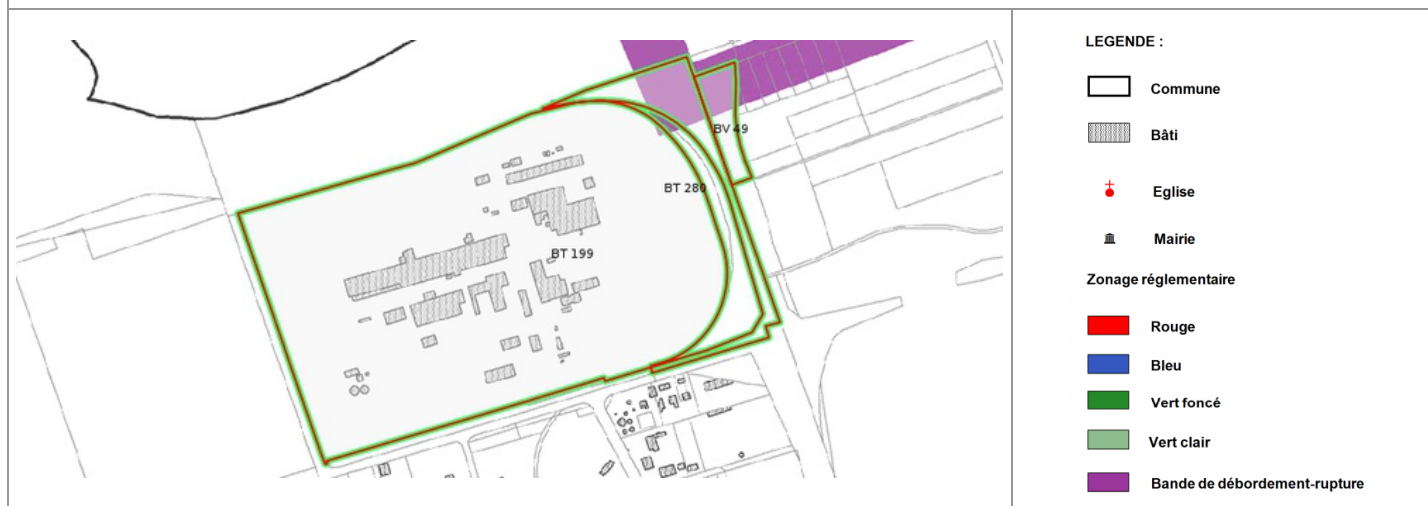 BV 49
BT 280
BT 199
LEGENDE :
Commune
Bâti
Eglise
Mairie
Zonage réglementaire
Rouge
Bleu
Vert foncé
Vert clair
Bande de débordement-rupture